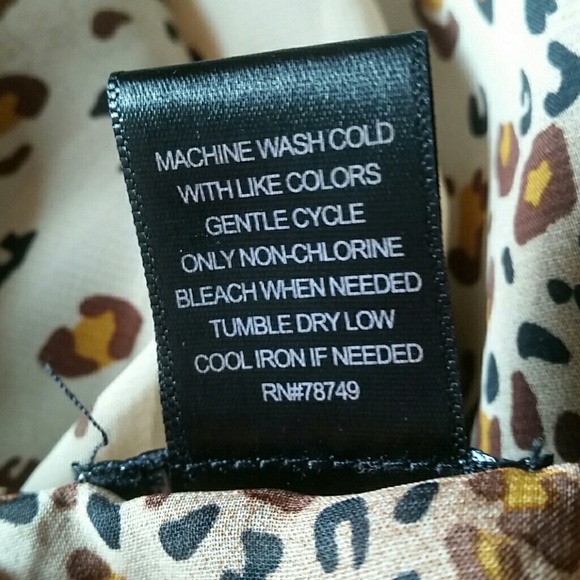 MACHINE WASH COLD
WITH LIKE COLORS
GENTLE CYCLE
ONLY NON-CHLORINE
BLEACH WHEN NEEDED
TUMBLE DRY LOW
COOL IRON IF NEEDED
RN#78749